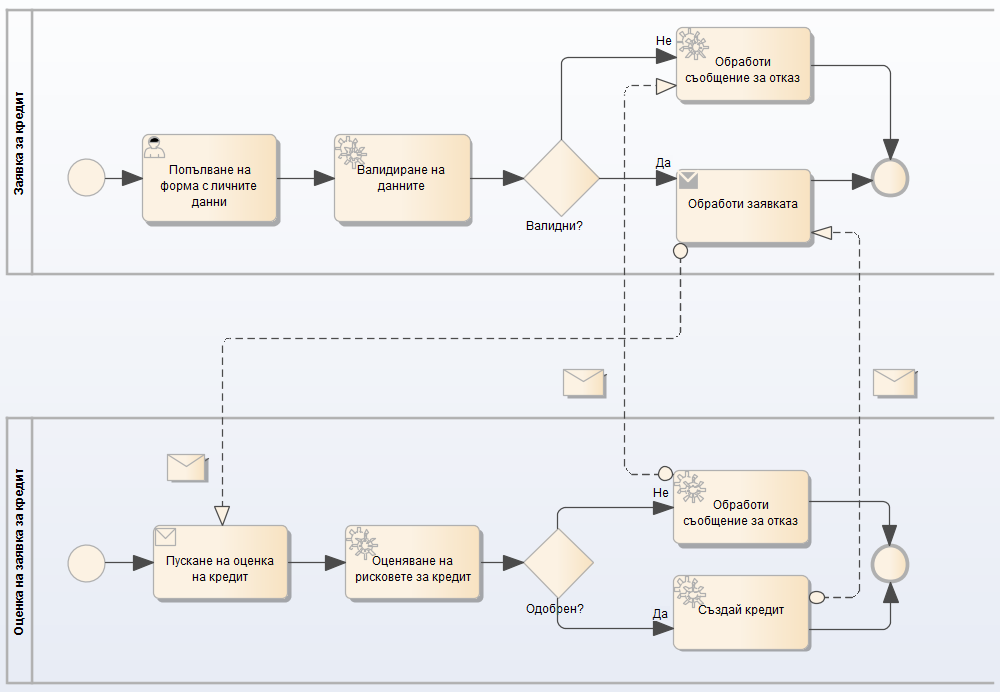 Заявка за кредит
Попълване на
форма с личните
данни
Валидиране на
данните
Валидни?
Не
Обработи
съобщение за отказ
Да
Обработи заявката
Оценка на заявка за кредит
Пускане на оценка
на кредит
Оценяване на
рисковете за кредит
Одобрен?
Не
Обработи
съобщение за отказ
Да
Създай кредит